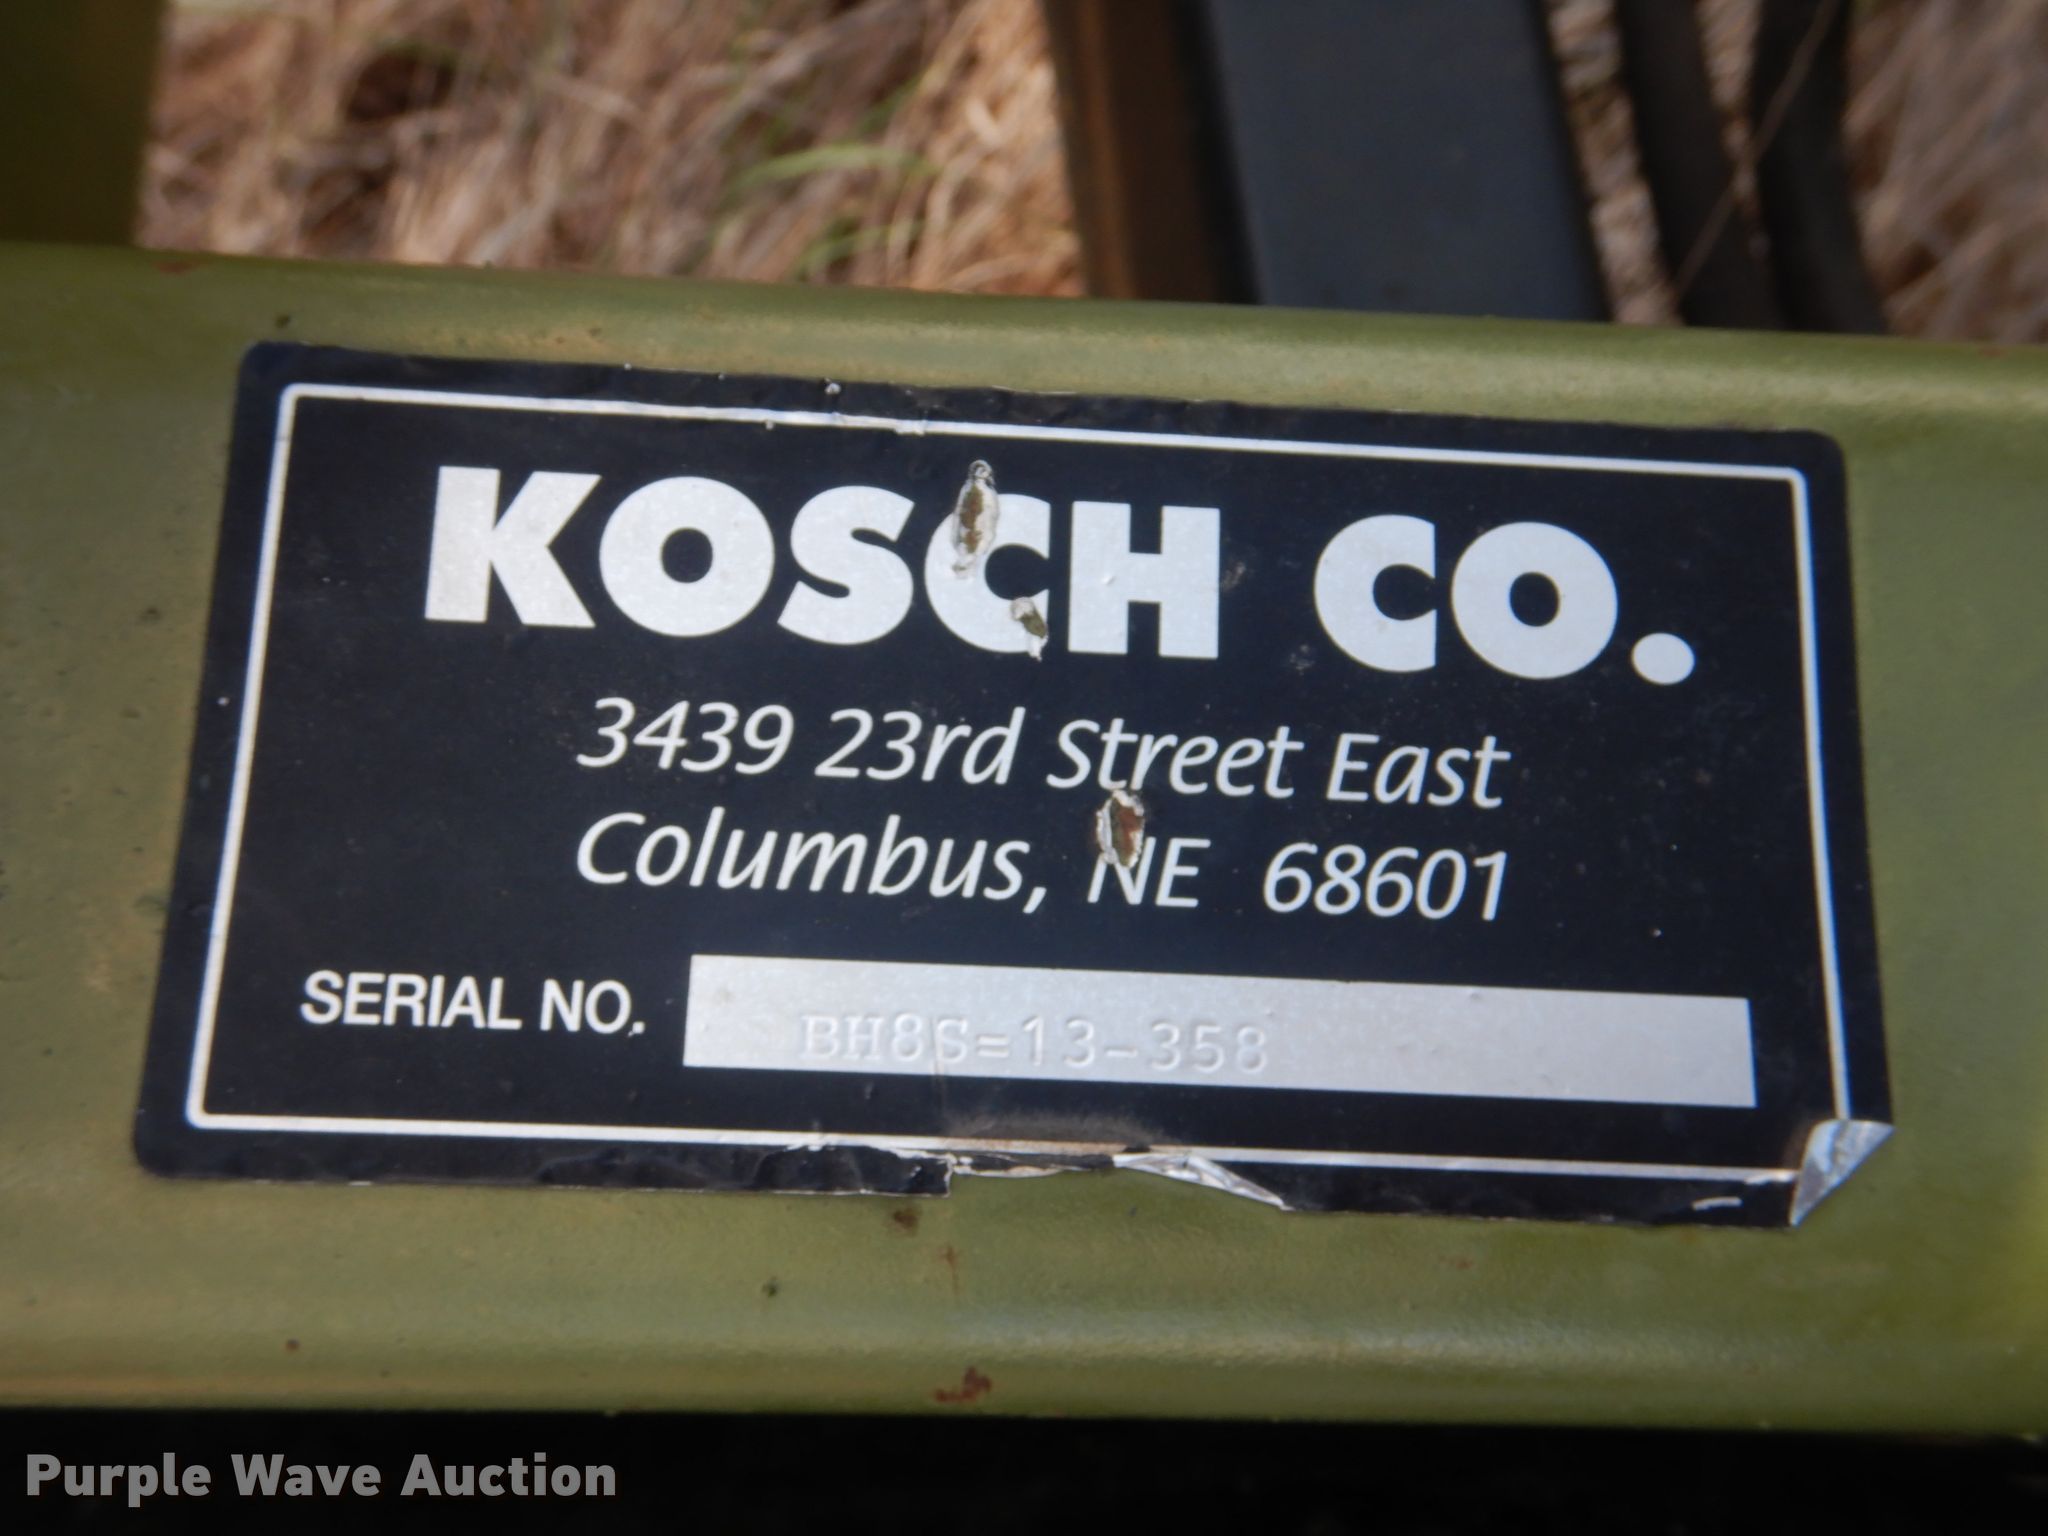 KOSCH CO.
3439 23rd Street East
Columbus, NE 68601
SERIAL NO. BH8S=13-358
Purple Wave Auction